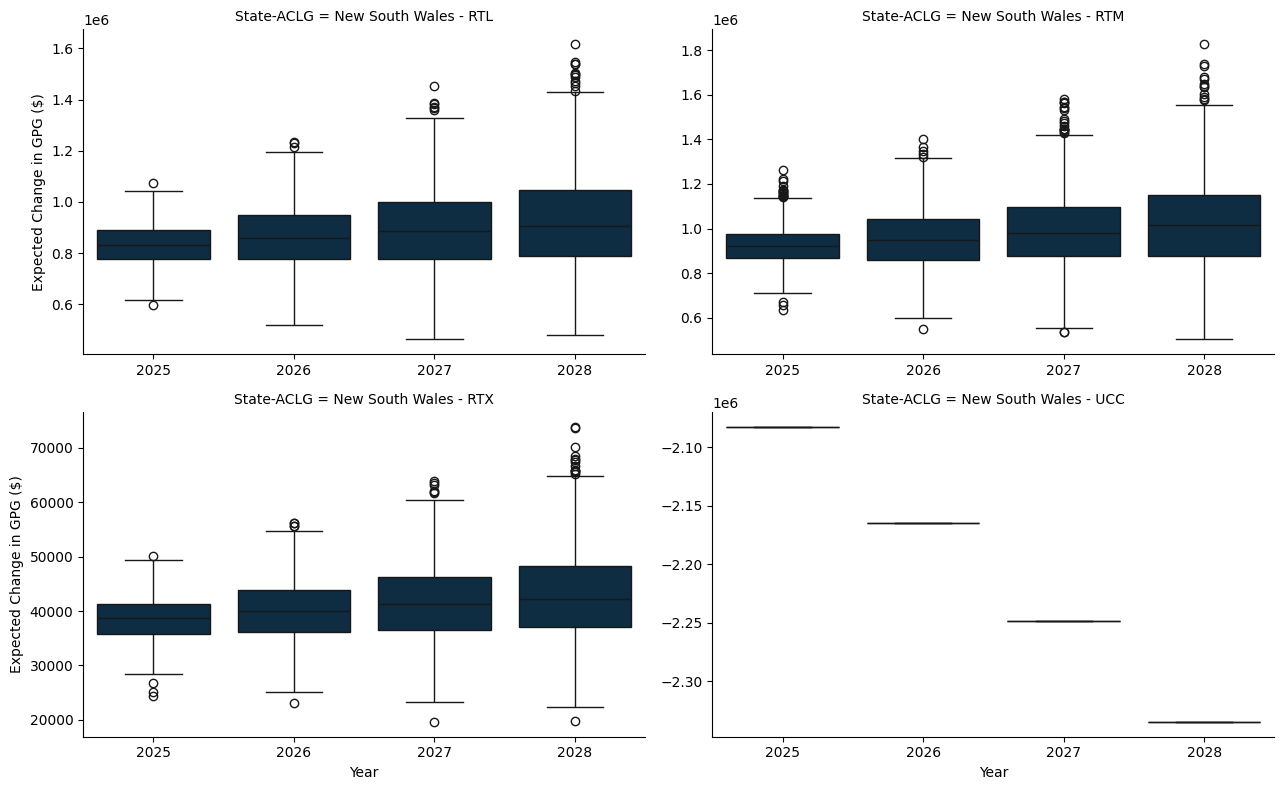 State-ACLG = New South Wales - RTL
1e6
1.6
1.4
1.2
1.0
0.8
0.6
Expected Change in GPG ($)
2025 2026 2027 2028
State-ACLG = New South Wales - RTM
1.8
1.6
1.4
1.2
1.0
0.8
0.6
2025 2026 2027 2028
State-ACLG = New South Wales - RTX
70000
60000
50000
40000
30000
20000
Expected Change in GPG ($)
2025 2026 2027 2028
Year
State-ACLG = New South Wales - UCC
1e6
−2.10
−2.15
−2.20
−2.25
−2.30
2025 2026 2027 2028
Year